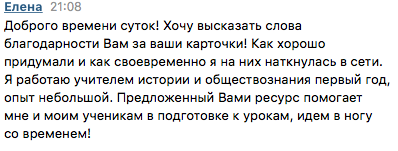 Елена 21:08
Доброго времени суток! Хочу высказать слова
благодарности Вам за ваши карточки! Как хорошо
придумали и как своевременно я на них наткнулась в сети.
Я работаю учителем истории и обществознания первый год,
опыт небольшой. Предложенный Вами ресурс помогает
мне и моим ученикам в подготовке к урокам, идем в ногу
со временем!